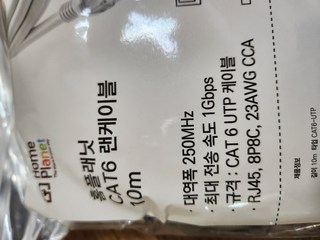 Home
Planet
홈플래닛
CAT6 랜케이블
10m
· 대역폭 250MHz
· 최대 전송 속도 1Gbps
· 규격 : CAT 6 UTP 케이블
· RJ45, 8P8C, 23AWG CCA
제품정보
길이 10m 타입 CAT6-UTP